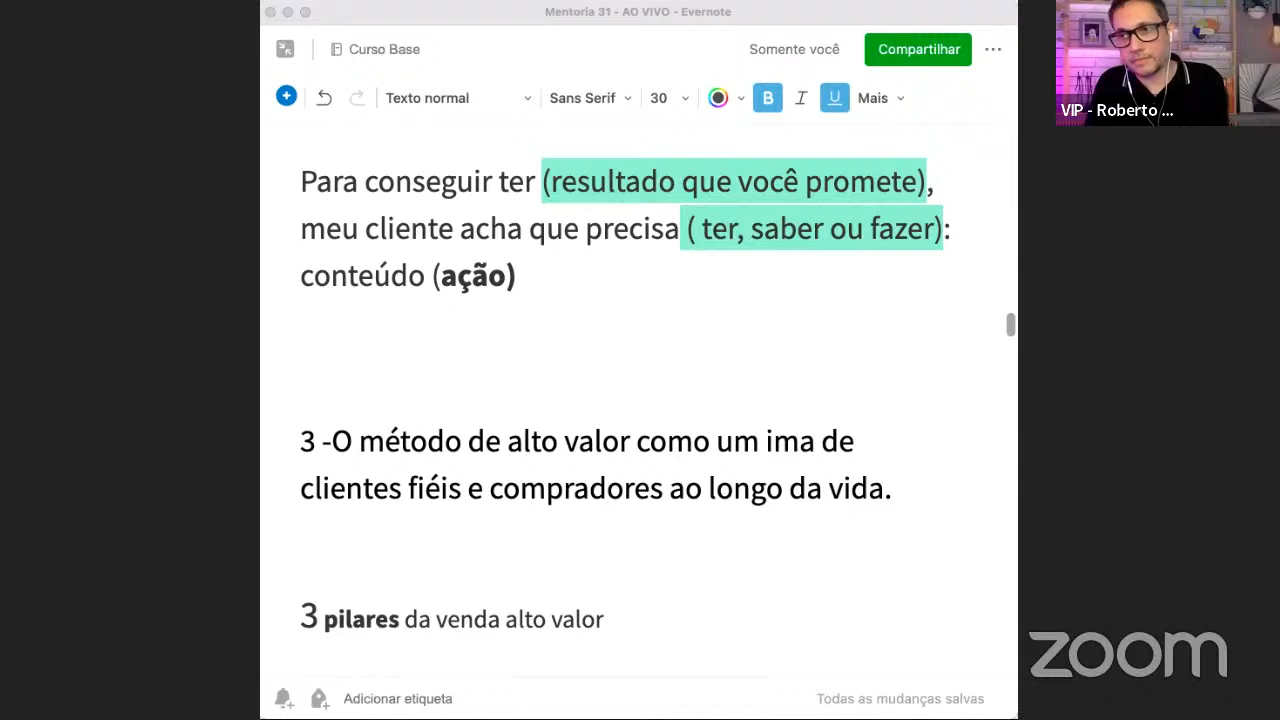 Mentoria 31 - AO VIVO - Evernote
Curso Base
Somente você
Compartilhar
Texto normal
Sans Serif
30
B
I
U
Mais
VIP - Roberto ...
Para conseguir ter (resultado que você promete),
meu cliente acha que precisa ( ter, saber ou fazer):
conteúdo (ação)
3 -O método de alto valor como um ima de
clientes fiéis e compradores ao longo da vida.
3 pilares da venda alto valor
Adicionar etiqueta
Todas as mudanças salvas
zoom